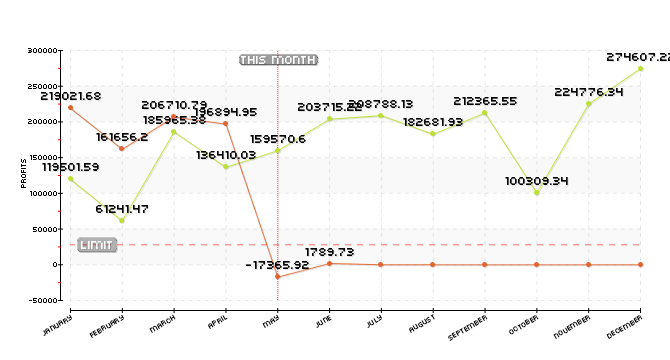 300000
250000
200000
150000
100000
50000
0
-50000
PROFITS
THIS MONTH
LIMIT
219021.68
161656.2
206710.79
196894.95
-17365.92
1789.73
119501.59
61241.47
185965.38
136410.03
159570.6
203715.22
208788.13
182681.93
212365.55
100309.34
224776.34
274607.22
JANUARY
FEBRUARY
MARCH
APRIL
MAY
JUNE
JULY
AUGUST
SEPTEMBER
OCTOBER
NOVEMBER
DECEMBER